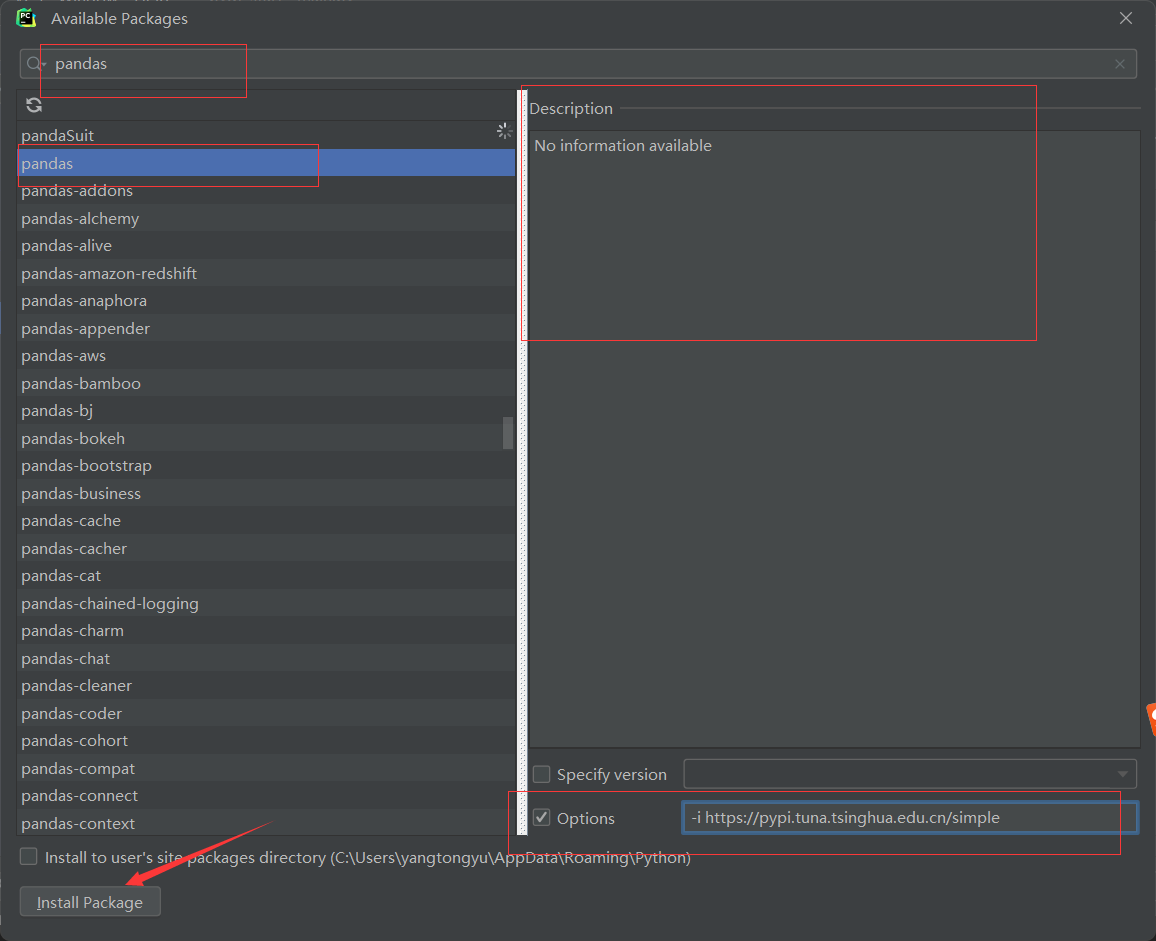 Available Packages
pandas
pandaSuit
pandas
pandas-addons
pandas-alchemy
pandas-alive
pandas-amazon-redshift
pandas-anaphora
pandas-appender
pandas-aws
pandas-bamboo
pandas-bj
pandas-bokeh
pandas-bootstrap
pandas-business
pandas-cache
pandas-cacher
pandas-cat
pandas-chained-logging
pandas-charm
pandas-chat
pandas-cleaner
pandas-coder
pandas-cohort
pandas-compat
pandas-connect
pandas-context
Description
No information available
Specify version
Options
-i https://pypi.tuna.tsinghua.edu.cn/simple
Install to user's site packages directory (C:\Users\yangtongyu\AppData\Roaming\Python)
Install Package